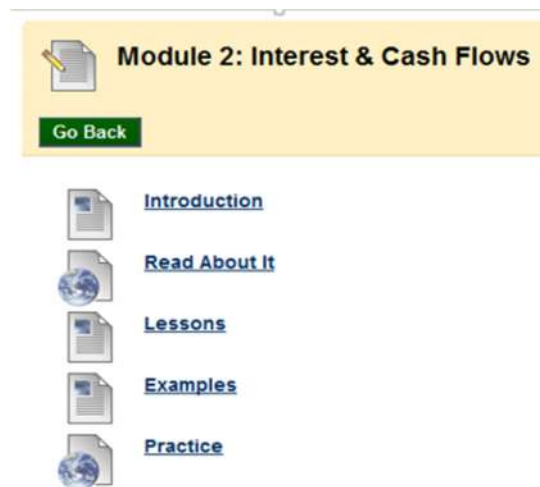 Module 2: Interest & Cash Flows
Go Back
Introduction
Read About It
Lessons
Examples
Practice